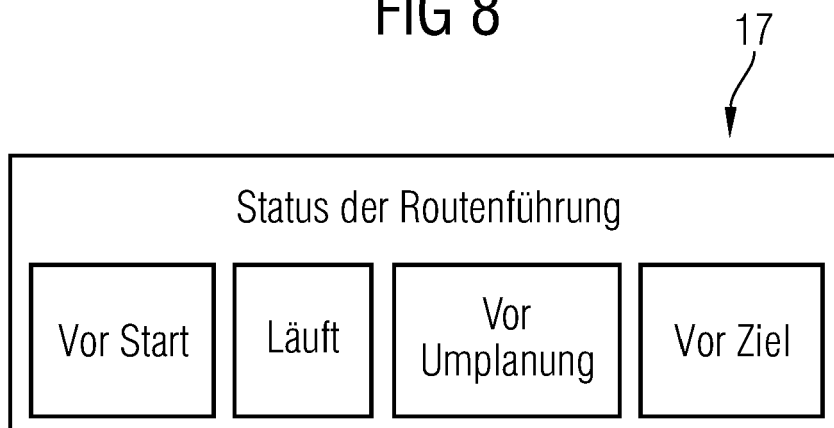 FIG 8
17
Status der Routenführung
Vor Start
Läuft
Vor
Umplanung
Vor Ziel